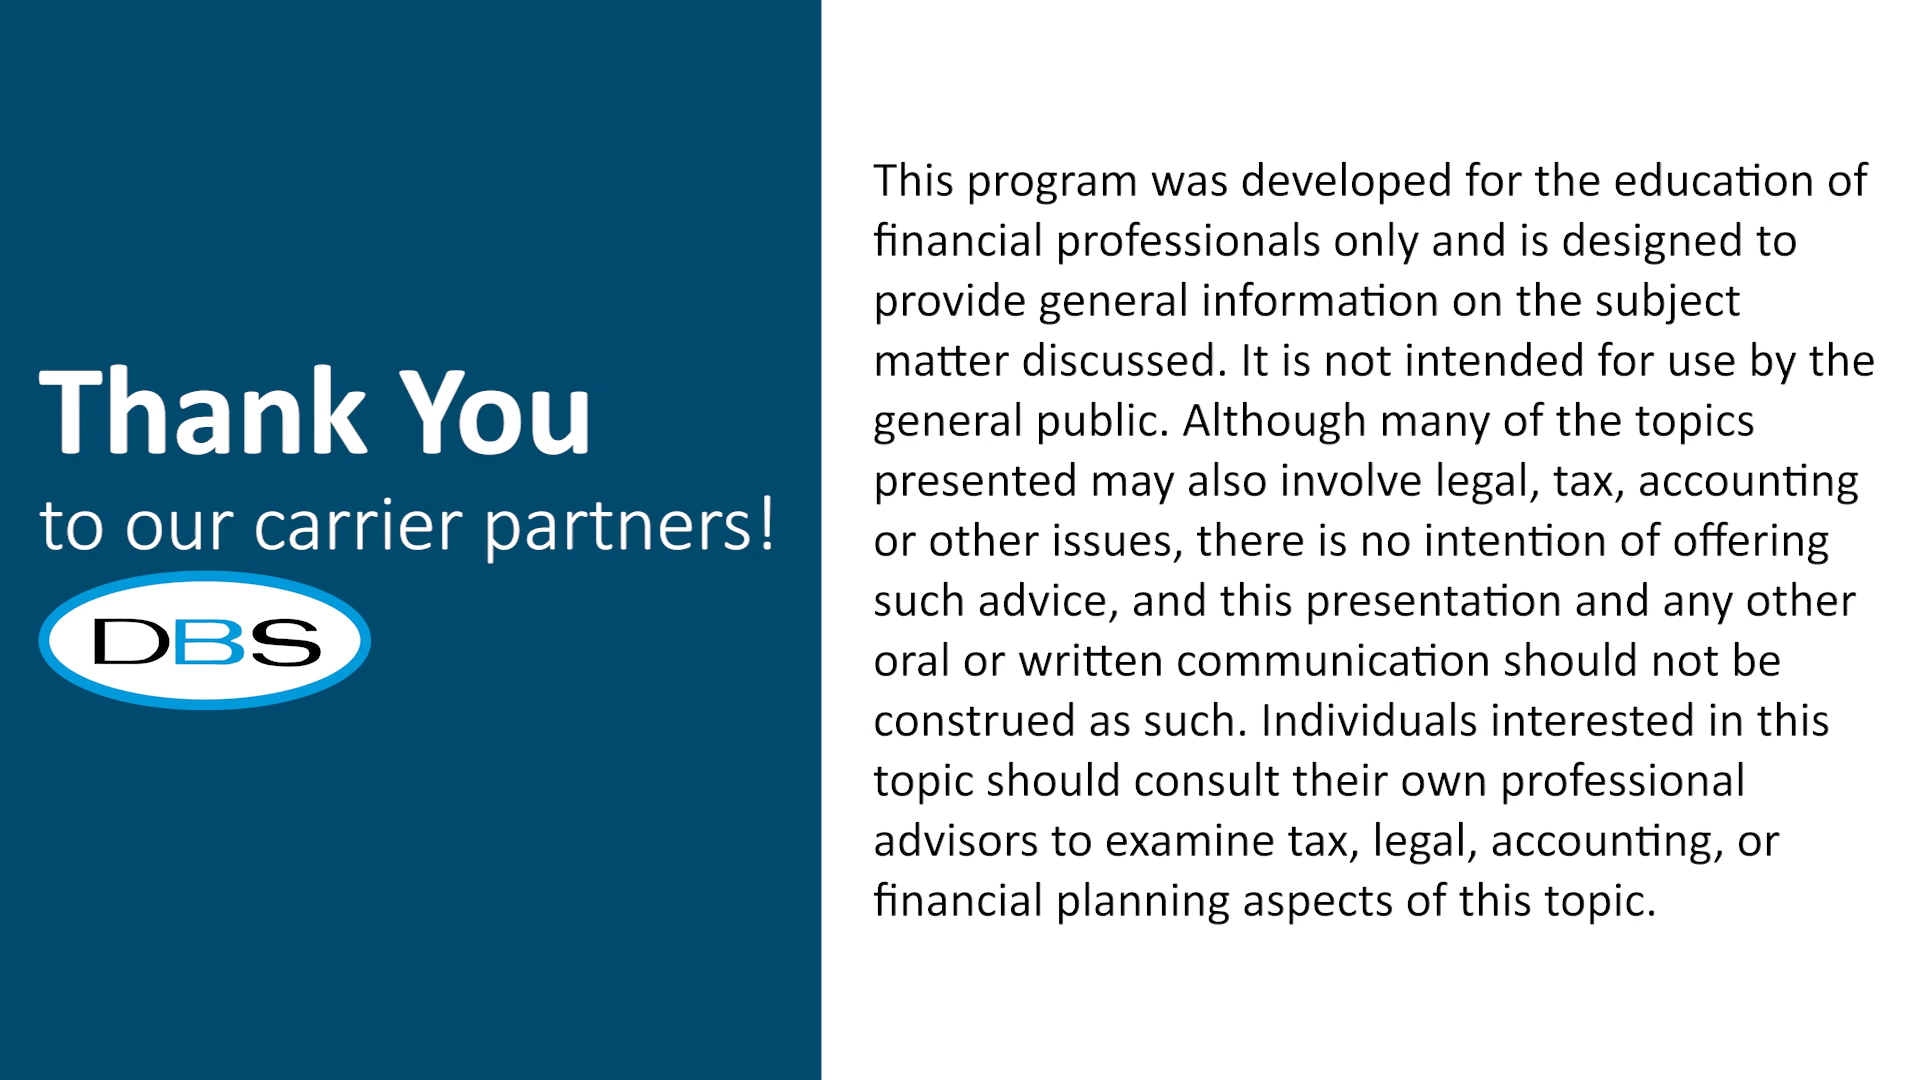 Thank You
to our carrier partners!
DBS
This program was developed for the education of
financial professionals only and is designed to
provide general information on the subject
matter discussed. It is not intended for use by the
general public. Although many of the topics
presented may also involve legal, tax, accounting
or other issues, there is no intention of offering
such advice, and this presentation and any other
oral or written communication should not be
construed as such. Individuals interested in this
topic should consult their own professional
advisors to examine tax, legal, accounting, or
financial planning aspects of this topic.